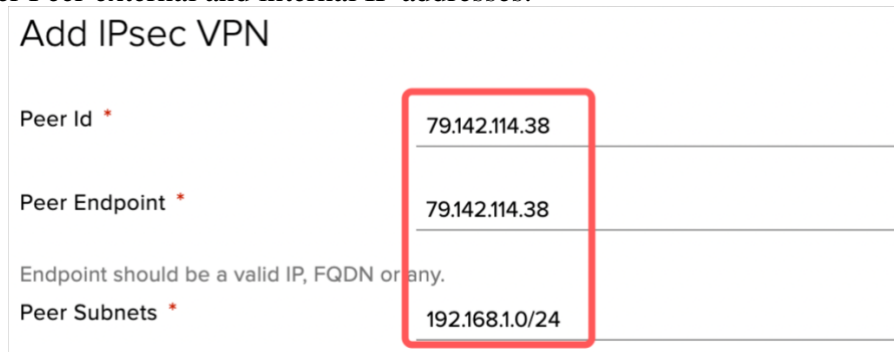 Add IPsec VPN
Peer Id *
79.142.114.38
Peer Endpoint *
79.142.114.38
Endpoint should be a valid IP, FQDN or any.
Peer Subnets *
192.168.1.0/24